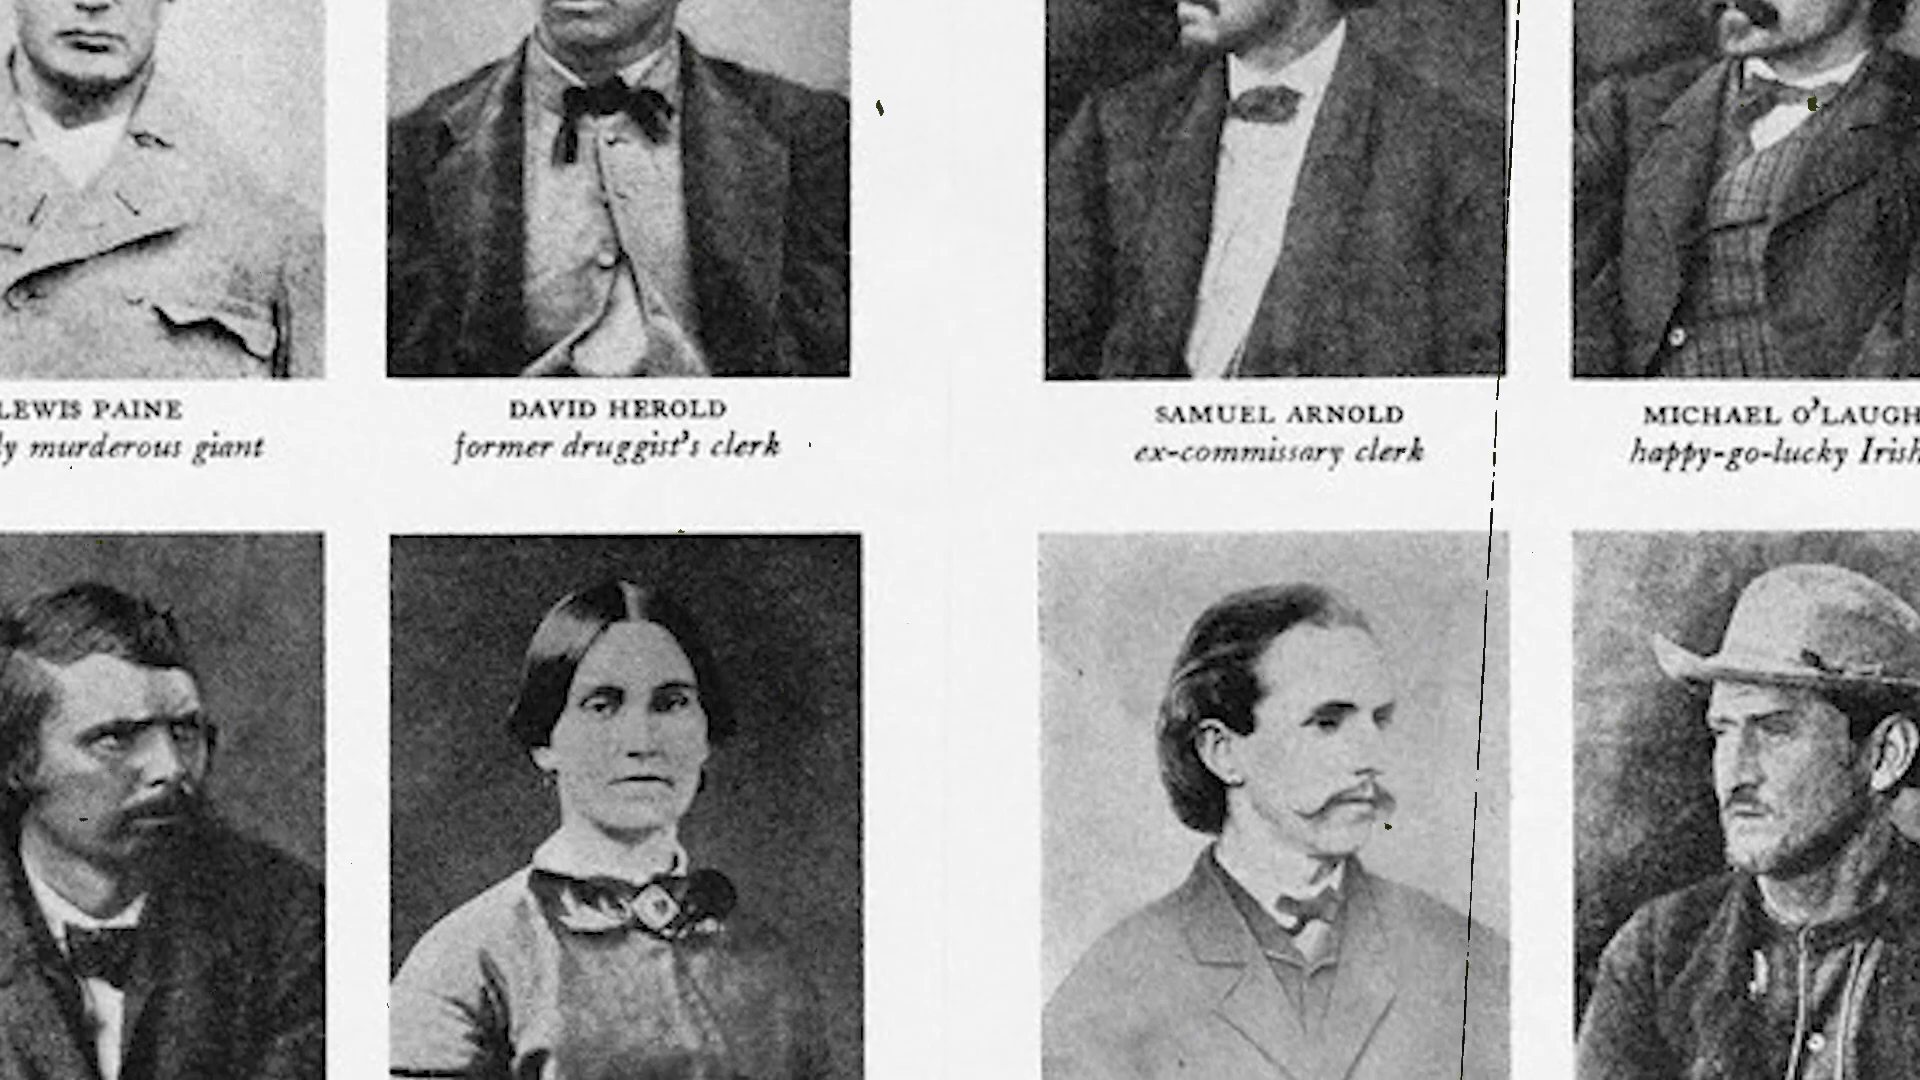 LEWIS PAINE
murderous giant
DAVID HEROLD
former druggist's clerk
SAMUEL ARNOLD
ex-commissary clerk
MICHAEL O'LAUGH
happy-go-lucky Irish